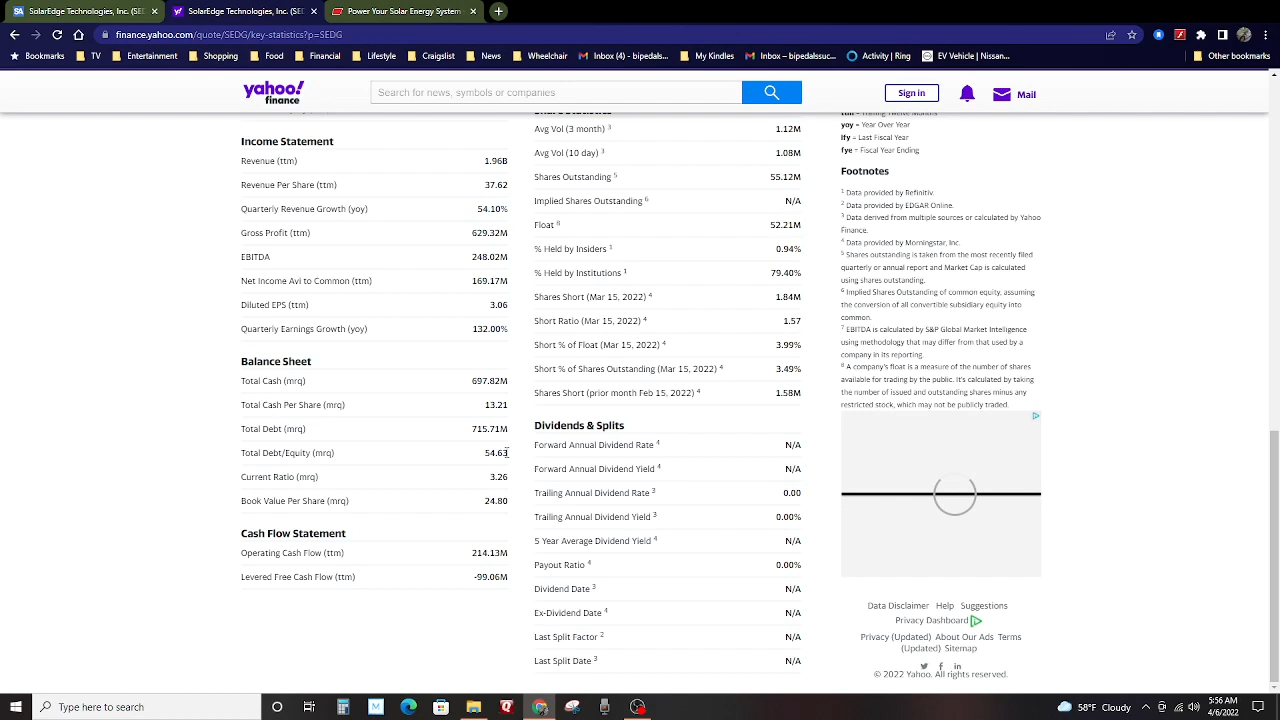 SolarEdge Technolo
yahoo!
Power Your Energy
finance.yahoo.com/quote/SEDG/key-statistics?p=SEDG
Bookmarks TV Entertainment Shopping Food Financial Lifestyle Craigslist News Wheelchair Inbox (4) – bipedalsuc... My Kindles Inbox – bipedalsuc... Activity | Ring EV Vehicle | Nissan... Other bookmarks
yahoo!
finance
Search for news, symbols or companies
Sign in
Mail
Income Statement
Revenue (ttm) 1.96B
Revenue Per Share (ttm) 37.62
Quarterly Revenue Growth (yoy) 54.10%
Gross Profit (ttm) 629.32M
EBITDA 248.02M
Net Income Avi to Common (ttm) 169.17M
Diluted EPS (ttm) 3.06
Quarterly Earnings Growth (yoy) 132.00%
Balance Sheet
Total Cash (mrq) 697.82M
Total Cash Per Share (mrq) 13.21
Total Debt (mrq) 715.71M
Total Debt/Equity (mrq) 54.63
Current Ratio (mrq) 3.26
Book Value Per Share (mrq) 24.80
Cash Flow Statement
Operating Cash Flow (ttm) 214.13M
Levered Free Cash Flow (ttm) -99.06M
Avg Vol (3 month) 3 1.12M
Avg Vol (10 day) 3 1.08M
Shares Outstanding 5 55.12M
Implied Shares Outstanding 6 N/A
Float 8 52.21M
% Held by Insiders 1 0.94%
% Held by Institutions 1 79.40%
Shares Short (Mar 15, 2022) 4 1.84M
Short Ratio (Mar 15, 2022) 4 1.57
Short % of Float (Mar 15, 2022) 4 3.99%
Short % of Shares Outstanding (Mar 15, 2022) 4 3.49%
Shares Short (prior month Feb 15, 2022) 4 1.58M
Dividends & Splits
Forward Annual Dividend Rate 4 N/A
Forward Annual Dividend Yield 4 N/A
Trailing Annual Dividend Rate 3 0.00
Trailing Annual Dividend Yield 3 0.00%
5 Year Average Dividend Yield 4 N/A
Payout Ratio 4 0.00%
Dividend Date 3 N/A
Ex-Dividend Date 4 N/A
Last Split Factor 2 N/A
Last Split Date 3 N/A
yoy = Year Over Year
lfy = Last Fiscal Year
fye = Fiscal Year Ending
Footnotes
1 Data provided by Refinitiv.
2 Data provided by EDGAR Online.
3 Data derived from multiple sources or calculated by Yahoo
Finance.
4 Data provided by Morningstar, Inc.
5 Shares outstanding is taken from the most recently filed
quarterly or annual report and Market Cap is calculated
using shares outstanding.
6 Implied Shares Outstanding of common equity, assuming
the conversion of all convertible subsidiary equity into
common.
7 EBITDA is calculated by S&P Global Market Intelligence
using methodology that may differ from that used by a
company in its reporting.
8 A company's float is a measure of the number of shares
available for trading by the public. It's calculated by taking
the number of issued and outstanding shares minus any
restricted stock, which may not be publicly traded.
Data Disclaimer Help Suggestions
Privacy Dashboard
Privacy (Updated) About Our Ads Terms
(Updated) Sitemap
© 2022 Yahoo. All rights reserved.
Type here to search
50°F Cloudy
5:56 AM
4/6/2022